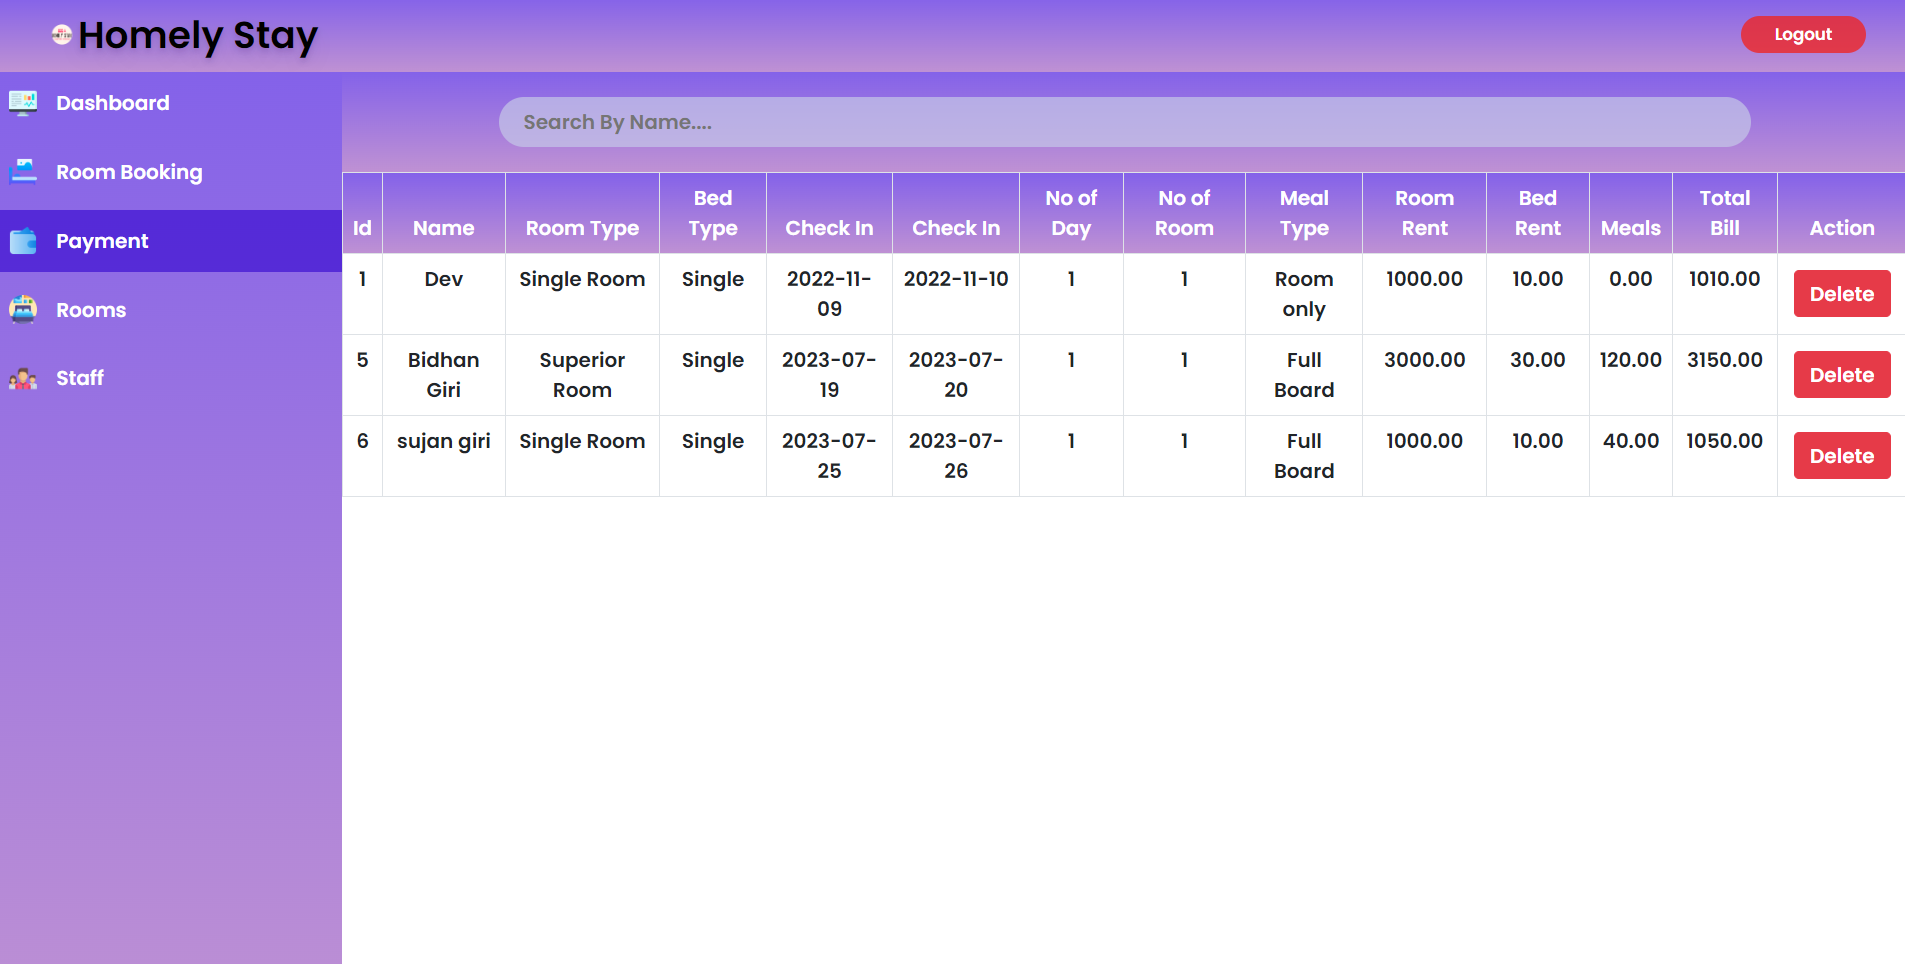 Homely Stay
Logout
Dashboard
Room Booking
Payment
Rooms
Staff
Search By Name....
Id Name Room Type Bed Type Check In Check In No of Day No of Room Meal Type Room Rent Bed Rent Meals Total Bill Action
1 Dev Single Room Single 2022-11-09 2022-11-10 1 1 Room only 1000.00 10.00 0.00 1010.00 Delete
5 Bidhan Giri Superior Room Single 2023-07-19 2023-07-20 1 1 Full Board 3000.00 30.00 120.00 3150.00 Delete
6 sujan giri Single Room Single 2023-07-25 2023-07-26 1 1 Full Board 1000.00 10.00 40.00 1050.00 Delete